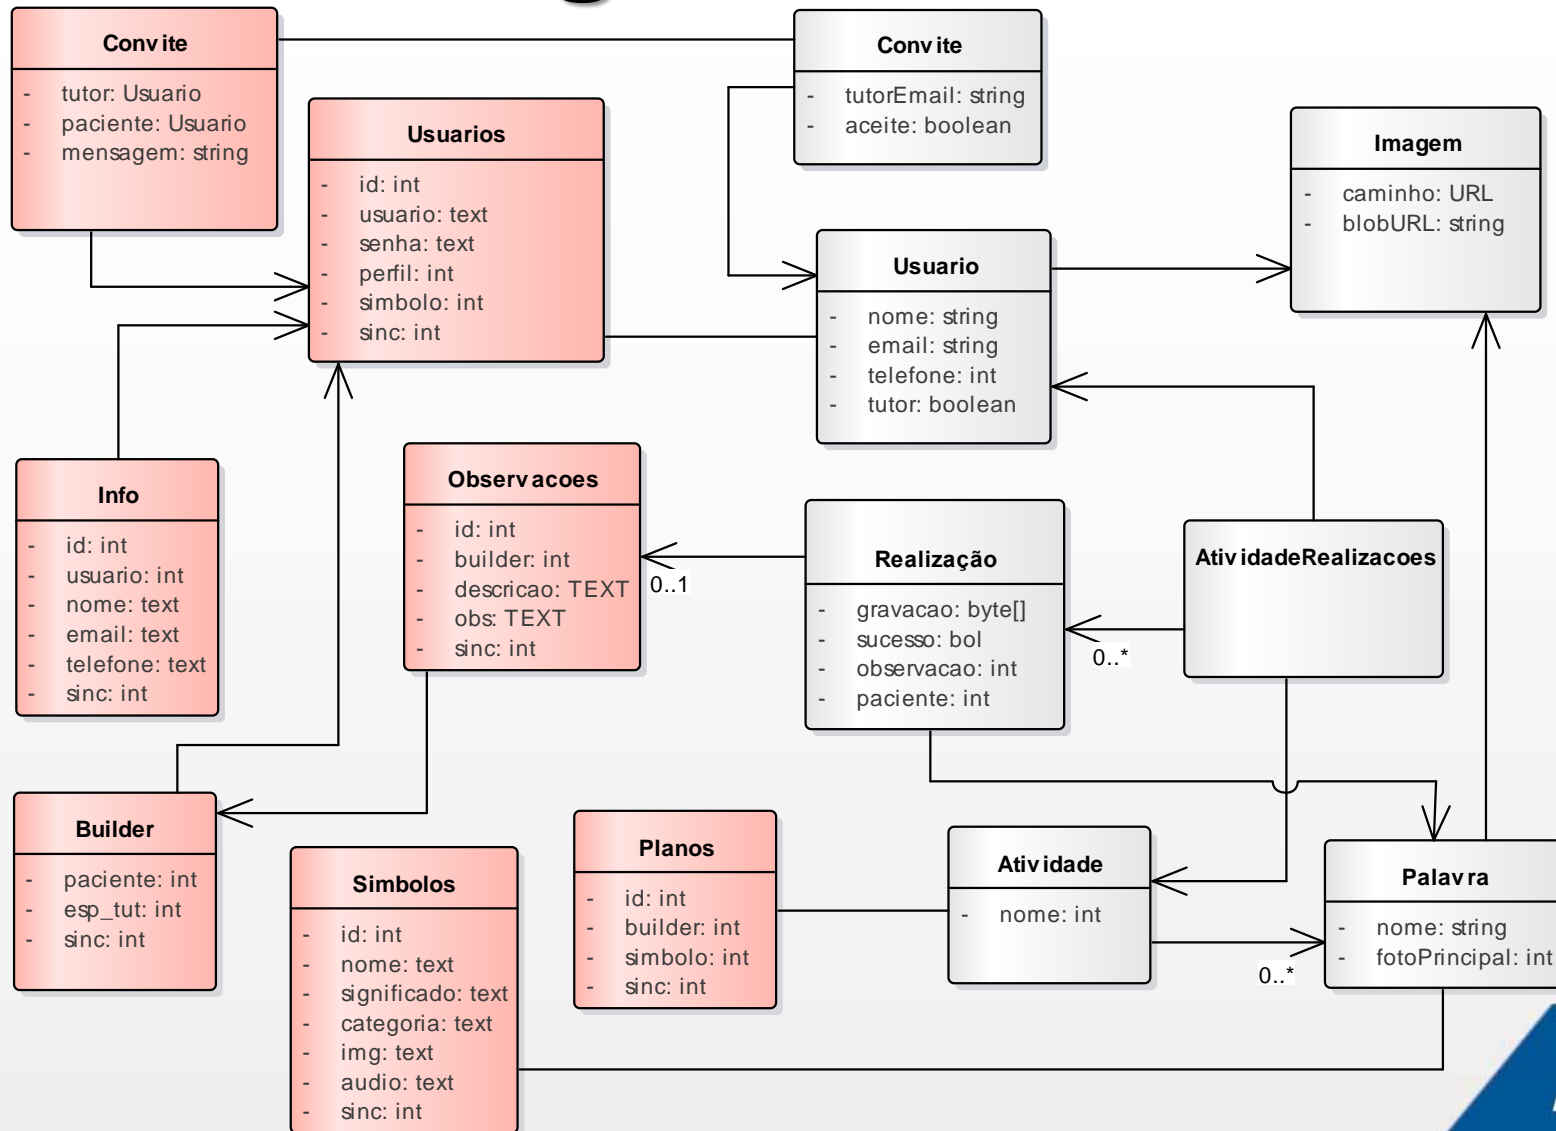 Convite
- tutor: Usuario
- paciente: Usuario
- mensagem: string
Convite
- tutorEmail: string
- aceite: boolean
Usuarios
- id: int
- usuario: text
- senha: text
- perfil: int
- simbolo: int
- sinc: int
Imagem
- caminho: URL
- blobURL: string
Usuario
- nome: string
- email: string
- telefone: int
- tutor: boolean
Info
- id: int
- usuario: int
- nome: text
- email: text
- telefone: text
- sinc: int
Observacoes
- id: int
- builder: int
- descricao: TEXT
- obs: TEXT
- sinc: int
0..1
Realização
- gravacao: byte[]
- sucesso: bol
- observacao: int
- paciente: int
0..*
AtividadeRealizacoes
Builder
- paciente: int
- esp_tut: int
- sinc: int
Simbolos
- id: int
- nome: text
- significado: text
- categoria: text
- img: text
- audio: text
- sinc: int
Planos
- id: int
- builder: int
- simbolo: int
- sinc: int
Atividade
- nome: int
0..*
Palavra
- nome: string
- fotoPrincipal: int